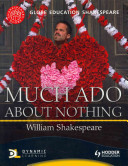 GLOBE EDUCATION SHAKESPEARE
MUCH ADO
ABOUT NOTHING
William Shakespeare
DYNAMIC
LEARNING
HODDER
EDUCATION